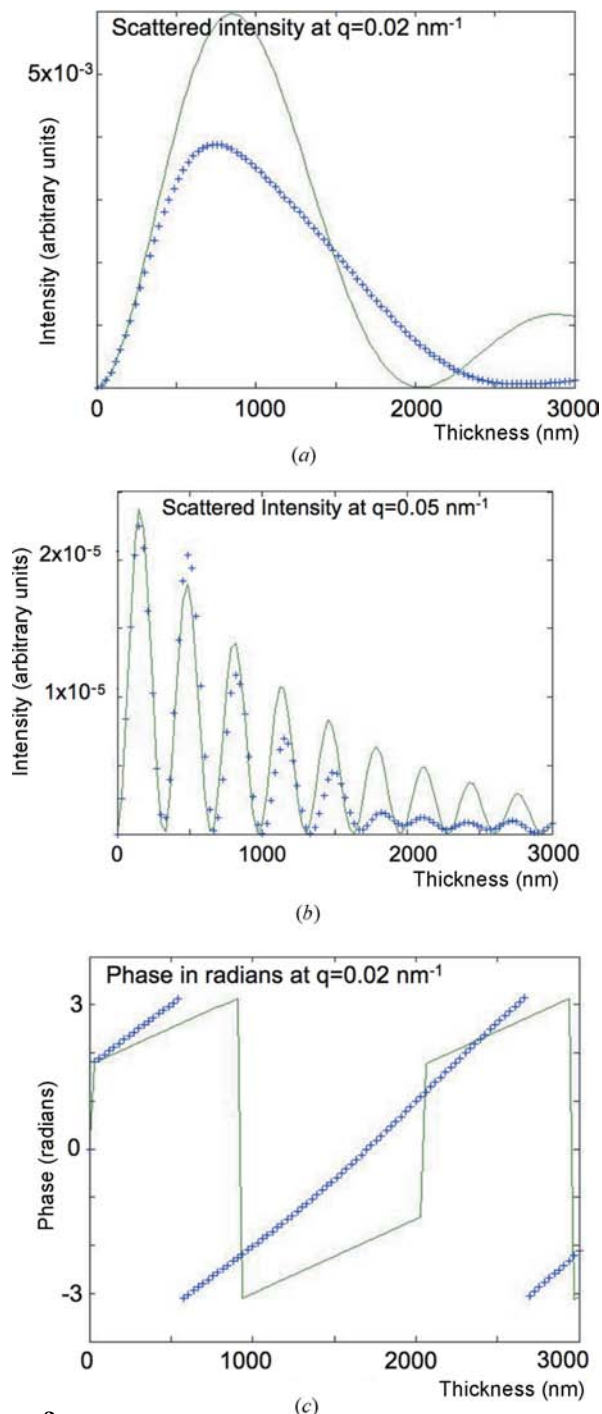 Scattered intensity at q=0.02 nm⁻¹
5x10⁻³
Intensity (arbitrary units)
0 1000 2000 3000
Thickness (nm)
(a)
Scattered Intensity at q=0.05 nm⁻¹
2x10⁻⁵
1x10⁻⁵
Intensity (arbitrary units)
0 1000 2000 3000
Thickness (nm)
(b)
Phase in radians at q=0.02 nm⁻¹
3
0
-3
Phase (radians)
0 1000 2000 3000
Thickness (nm)
(c)